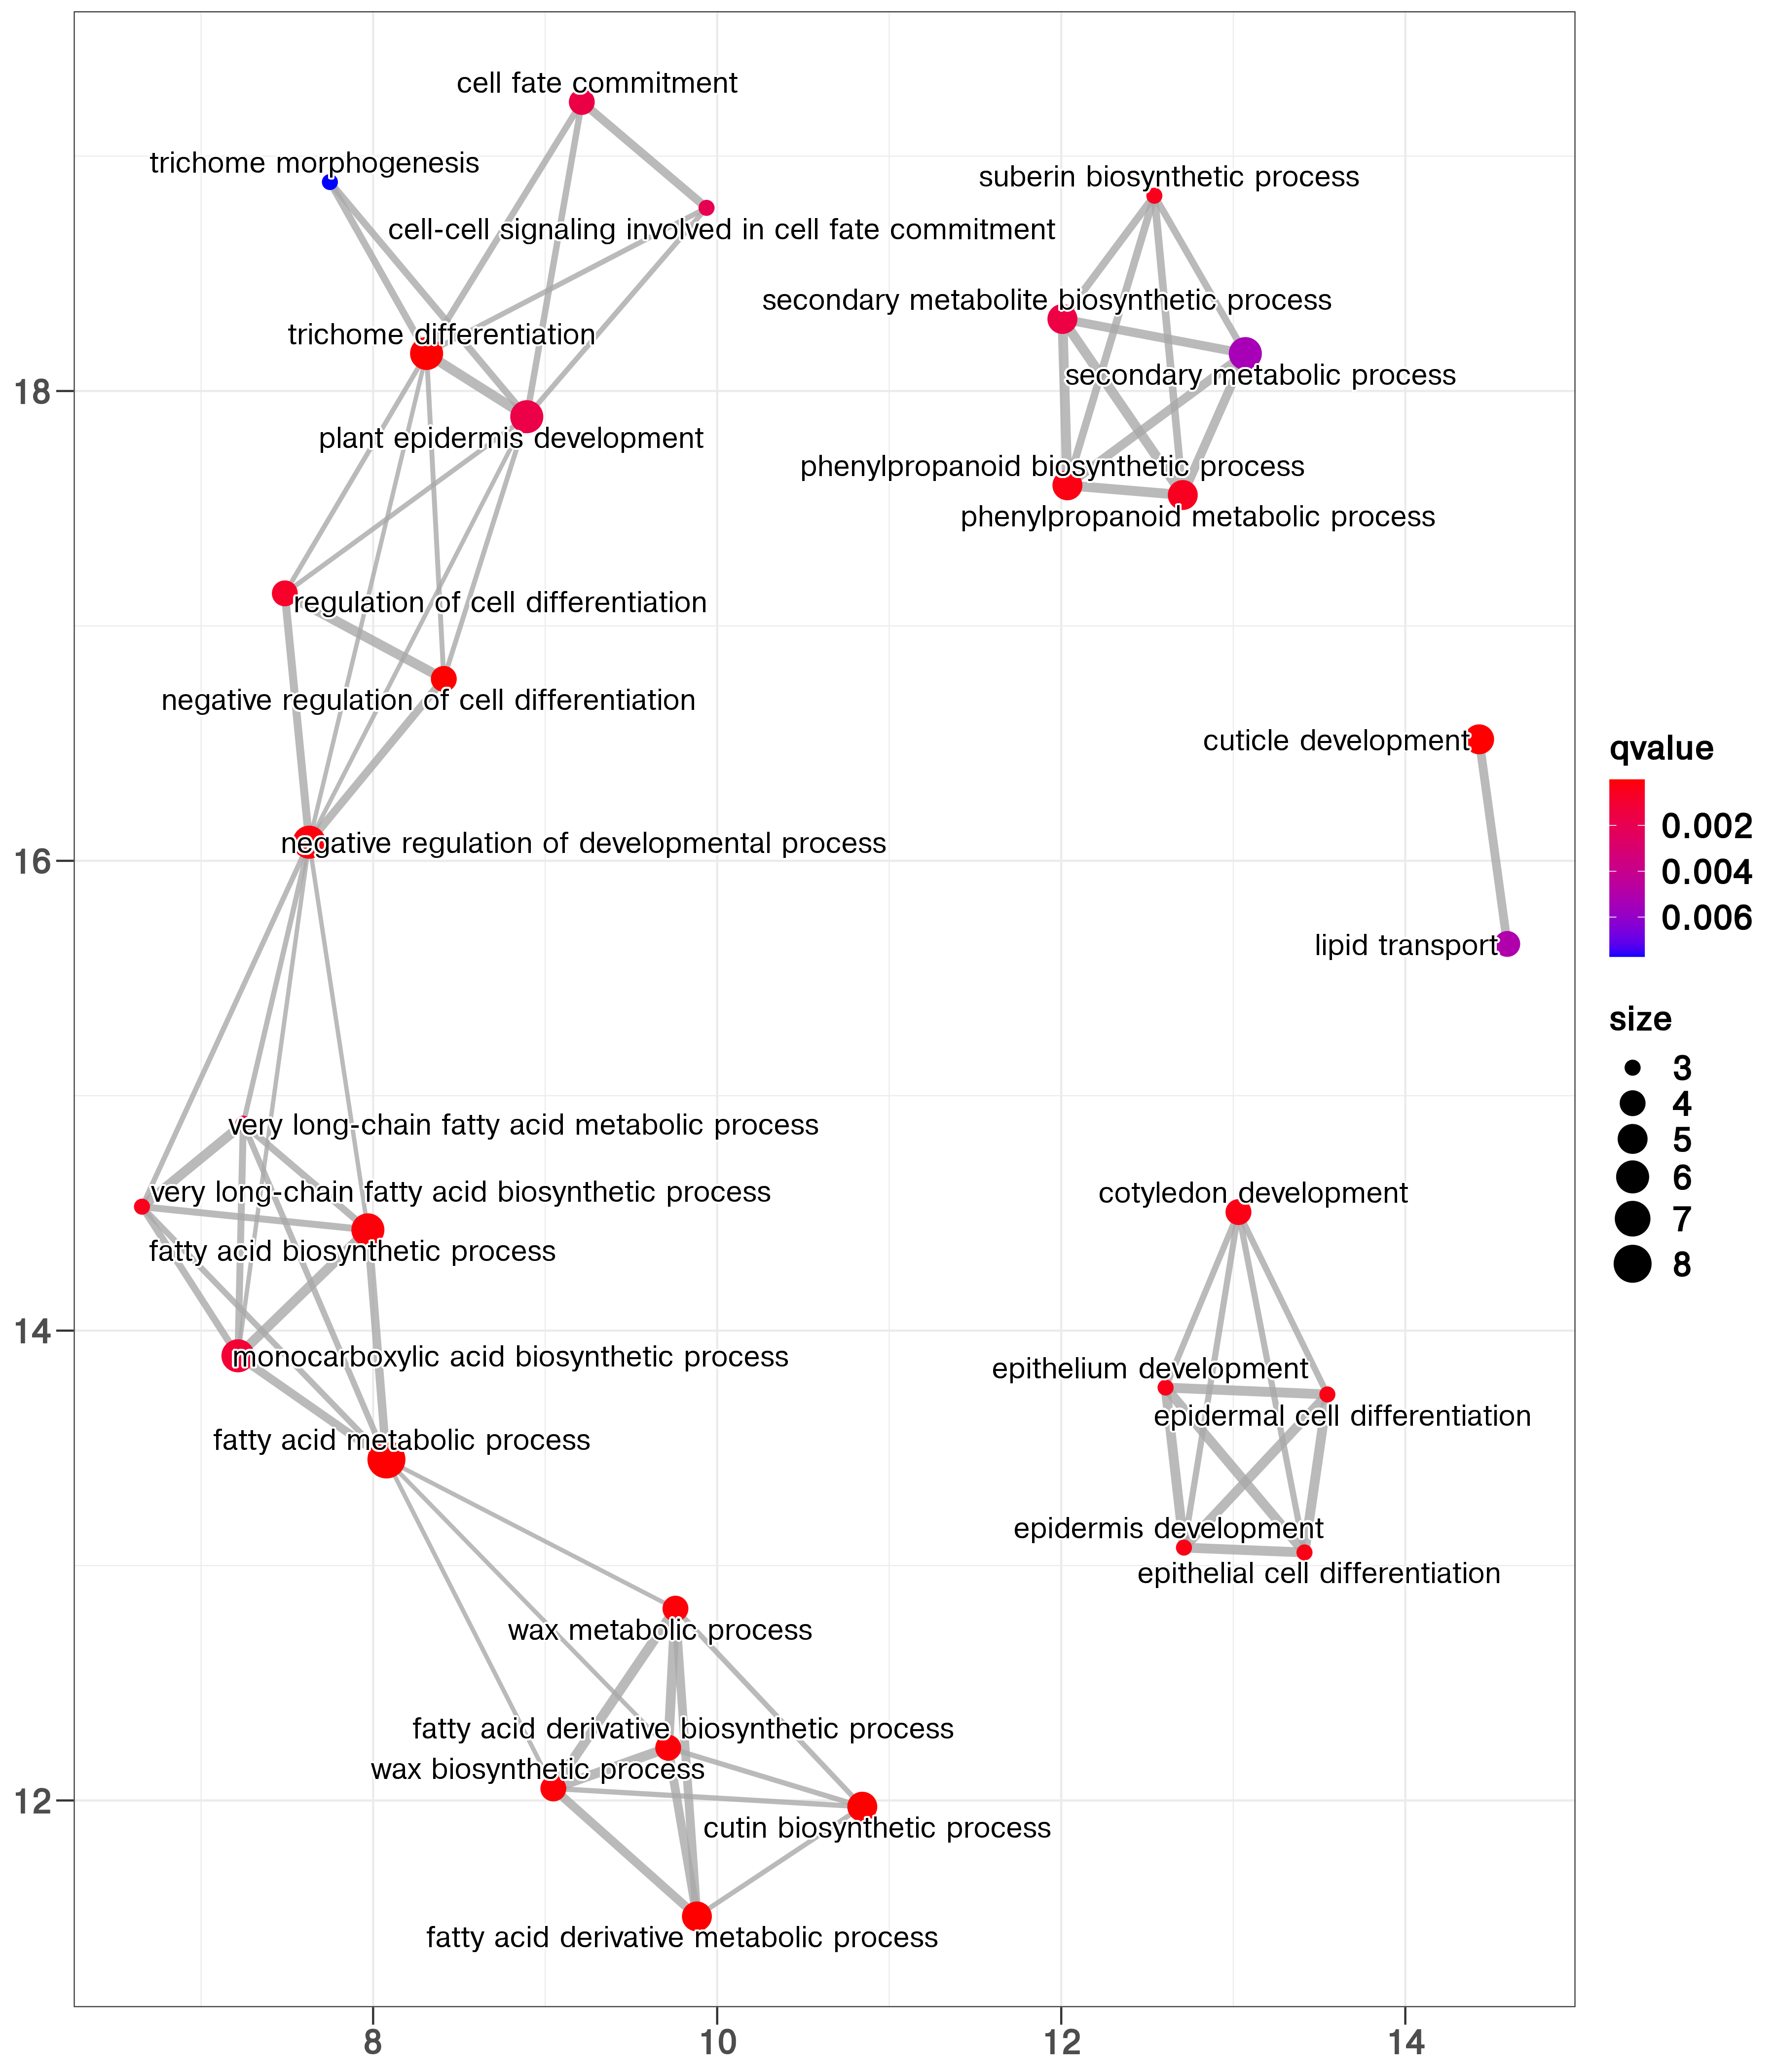 cell fate commitment
trichome morphogenesis
suberin biosynthetic process
cell-cell signaling involved in cell fate commitment
secondary metabolite biosynthetic process
trichome differentiation
secondary metabolic process
18
plant epidermis development
phenylpropanoid biosynthetic process
phenylpropanoid metabolic process
regulation of cell differentiation
negative regulation of cell differentiation
cuticle development
negative regulation of developmental process
16
lipid transport
very long-chain fatty acid metabolic process
very long-chain fatty acid biosynthetic process
cotyledon development
fatty acid biosynthetic process
14
monocarboxylic acid biosynthetic process
epithelium development
epidermal cell differentiation
fatty acid metabolic process
epidermis development
epithelial cell differentiation
wax metabolic process
fatty acid derivative biosynthetic process
wax biosynthetic process
12
cutin biosynthetic process
fatty acid derivative metabolic process
8
10
12
14
qvalue
0.002
0.004
0.006
size
3
4
5
6
7
8